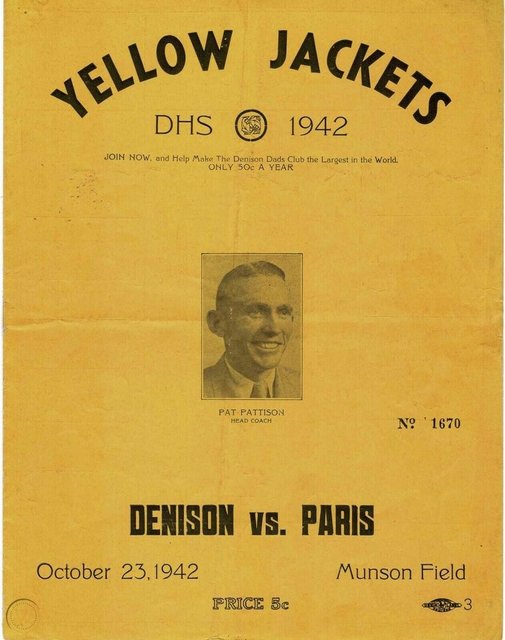 YELLOW JACKETS
DHS 1942
JOIN NOW, and Help Make The Denison Dads Club the Largest in the World.
ONLY 50c A YEAR
PAT PATTISON
HEAD COACH
Nº 1670
DENISON vs. PARIS
October 23, 1942 Munson Field
PRICE 5c 3